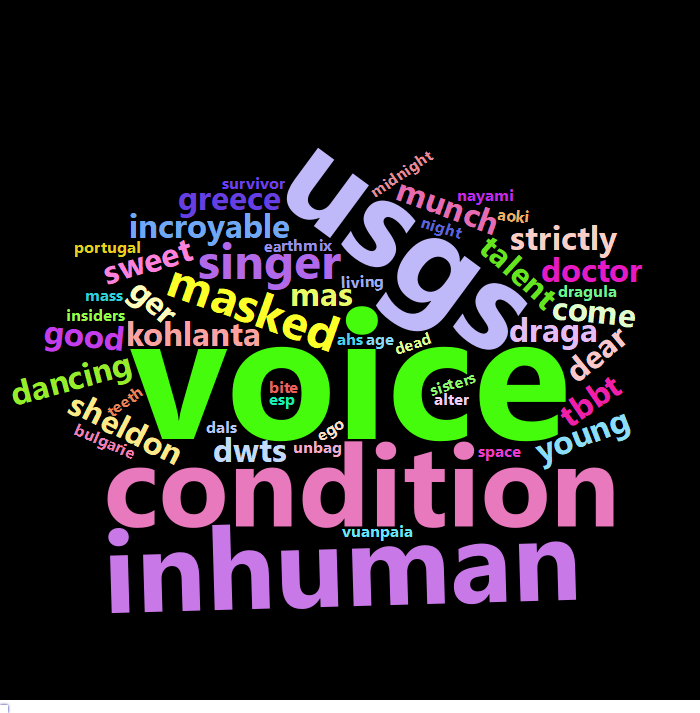 midnight
survivor
usgs
munch
nayami
greece
aoki
incroyable
night
strictly
portugal
earthmix
sweet
singer
talent
doctor
mass
masked
living
mas
dragula
ger
come
insiders
good
kohlanta
ahs
age
dead
draga
dear
voice
dancing
bite
sisters
tbbt
teeth
esp
alter
sheldon
dals
ego
young
bulgarie
dwts
unbag
space
condition
vuanpaia
inhuman